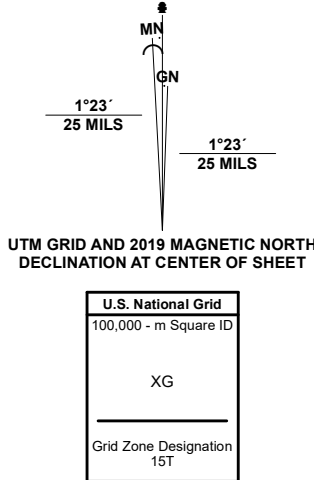 MN
GN
1°23´
25 MILS
1°23´
25 MILS
UTM GRID AND 2019 MAGNETIC NORTH
DECLINATION AT CENTER OF SHEET
U.S. National Grid
100,000 - m Square ID
XG
Grid Zone Designation
15T